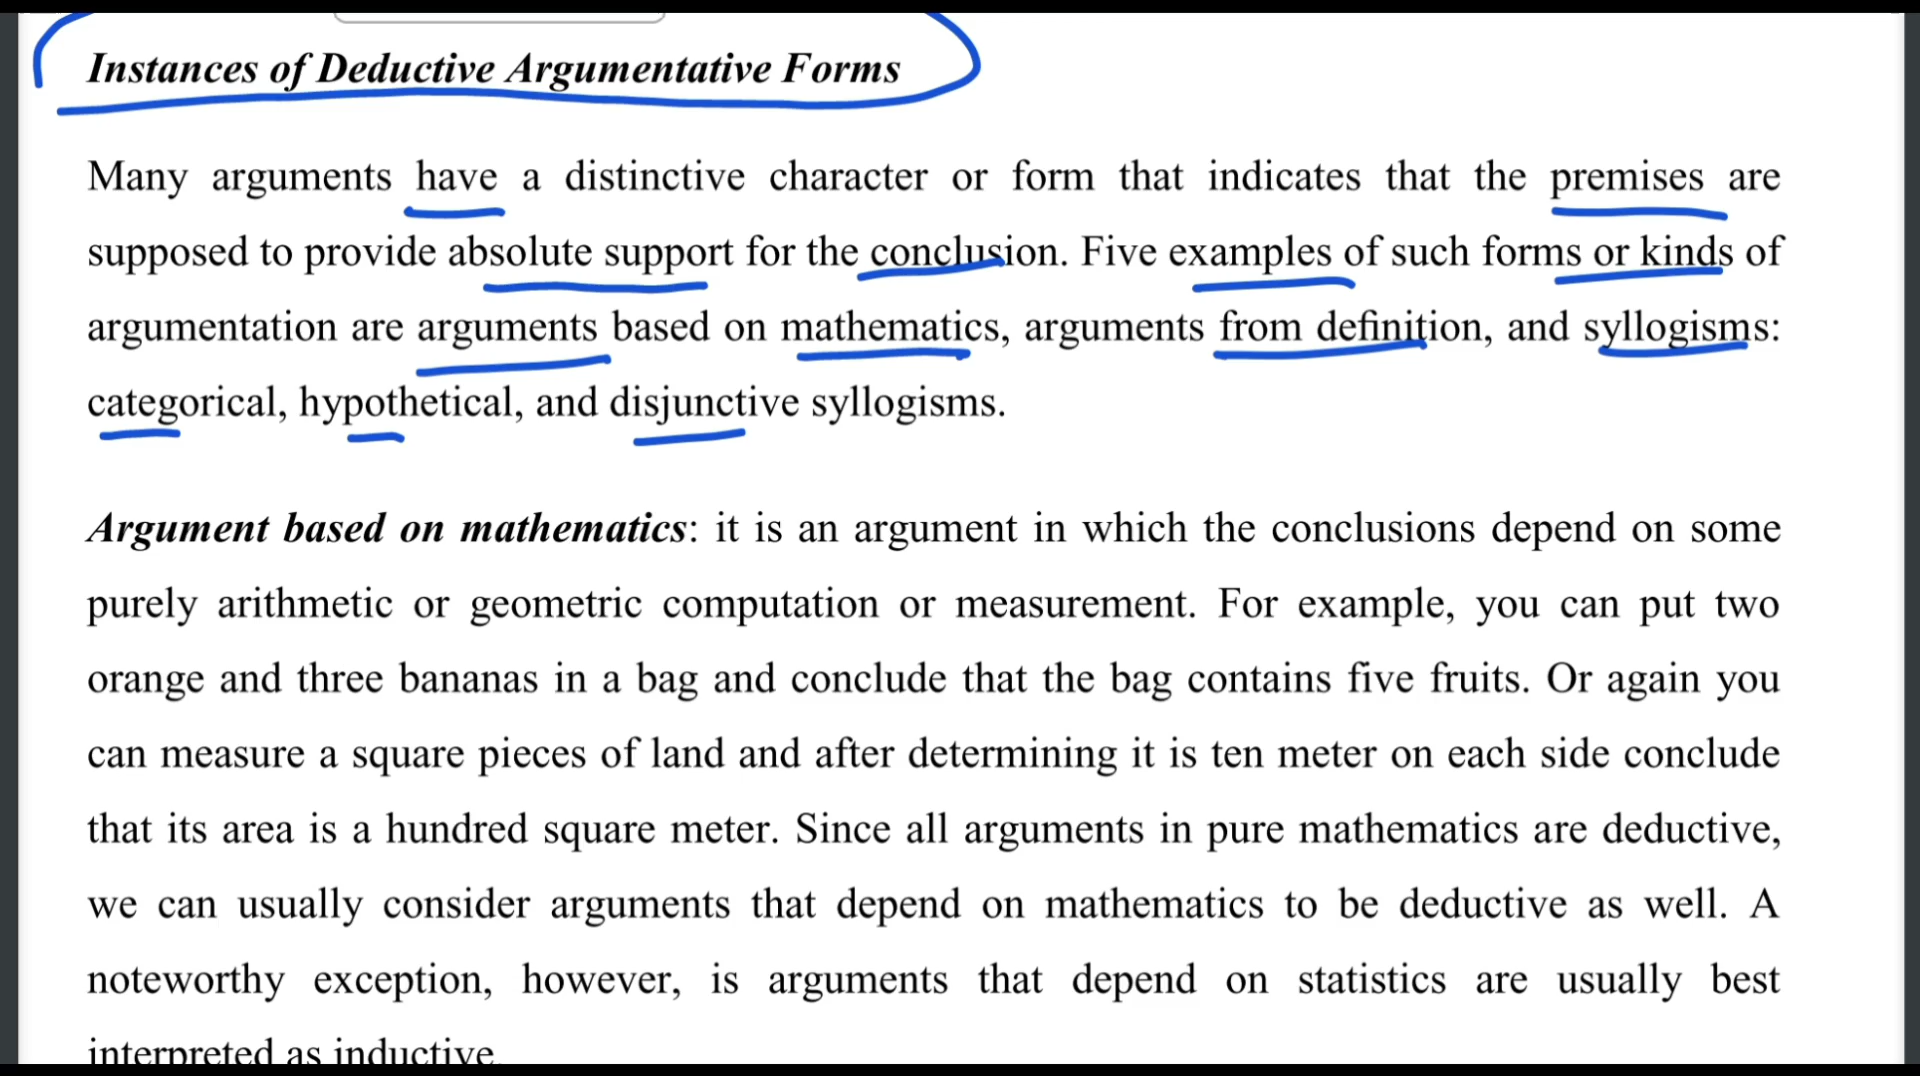 Instances of Deductive Argumentative Forms
Many arguments have a distinctive character or form that indicates that the premises are
supposed to provide absolute support for the conclusion. Five examples of such forms or kinds of
argumentation are arguments based on mathematics, arguments from definition, and syllogisms:
categorical, hypothetical, and disjunctive syllogisms.
Argument based on mathematics: it is an argument in which the conclusions depend on some
purely arithmetic or geometric computation or measurement. For example, you can put two
orange and three bananas in a bag and conclude that the bag contains five fruits. Or again you
can measure a square pieces of land and after determining it is ten meter on each side conclude
that its area is a hundred square meter. Since all arguments in pure mathematics are deductive,
we can usually consider arguments that depend on mathematics to be deductive as well. A
noteworthy exception, however, is arguments that depend on statistics are usually best
interpreted as inductive.